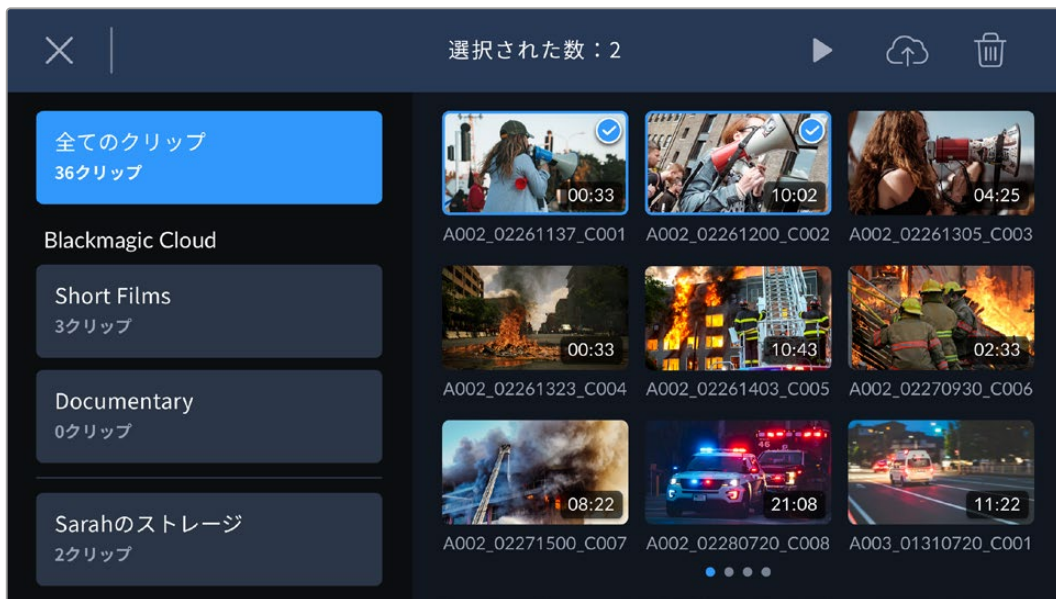 選択された数：2
全てのクリップ
36クリップ
Blackmagic Cloud
Short Films
3クリップ
Documentary
0クリップ
Sarahのストレージ
2クリップ
00:33
10:02
04:25
A002_02261137_C001
A002_02261200_C002
A002_02261305_C003
00:33
10:43
02:33
A002_02261323_C004
A002_02261403_C005
A002_02270930_C006
08:22
46
21:08
11:22
A002_02271500_C007
A002_02280720_C008
A003_01310720_C001